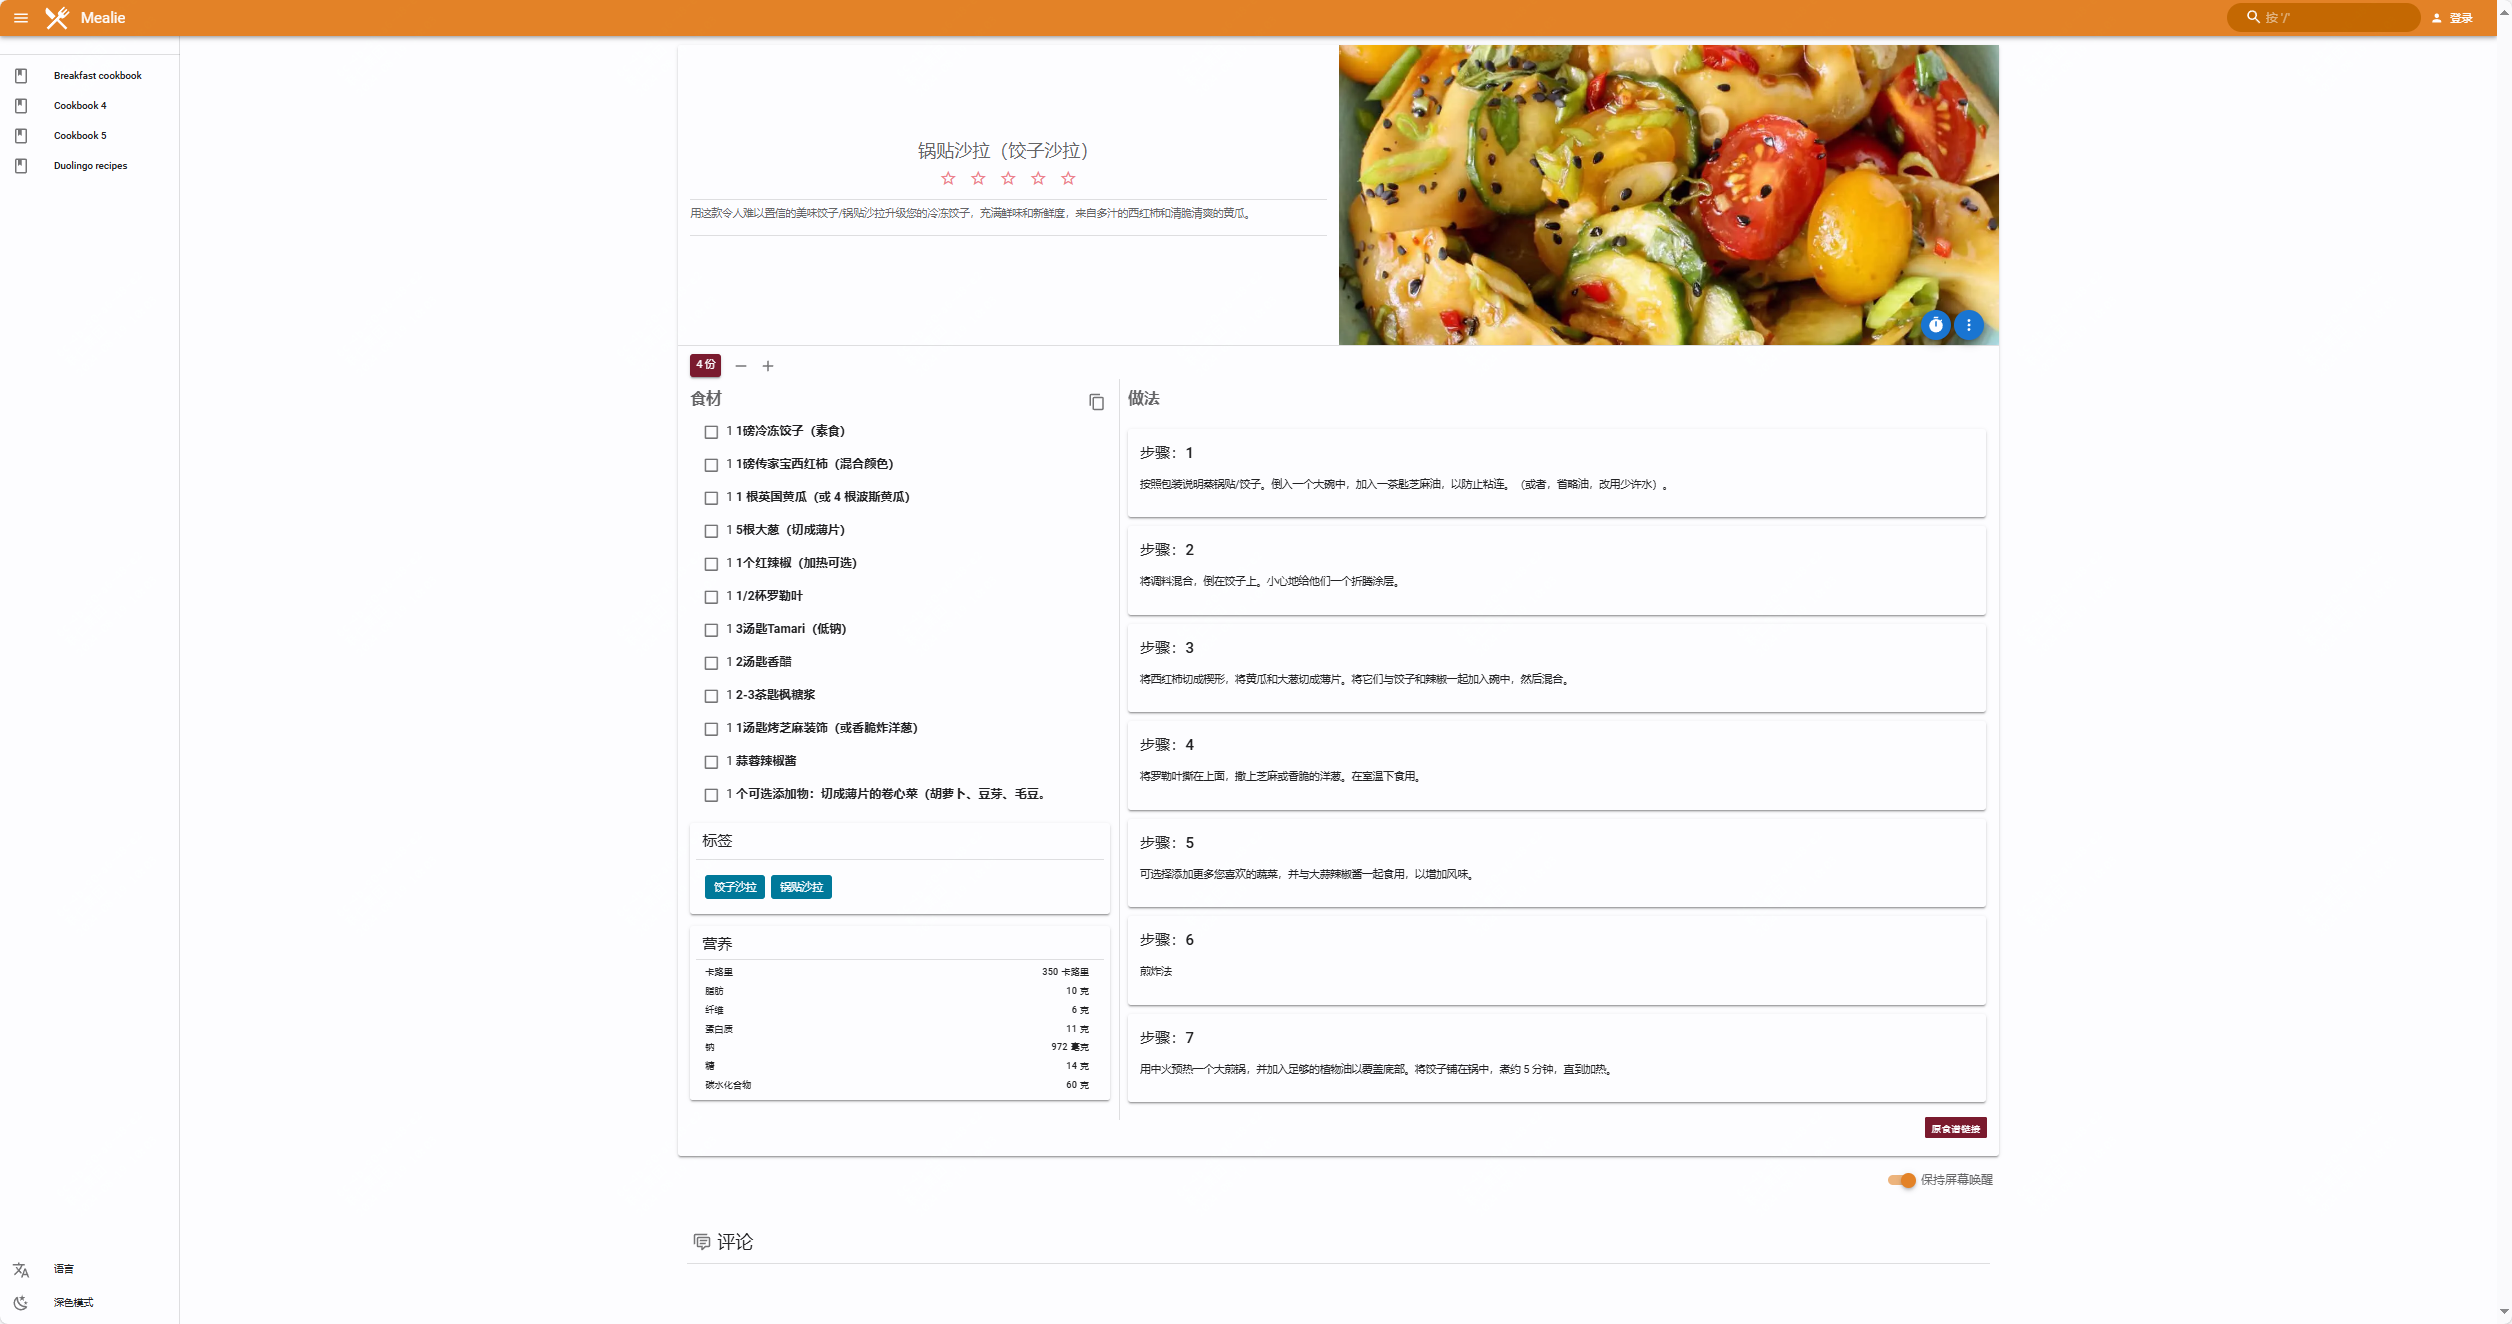 Mealie
按 '/'
登录
Breakfast cookbook
Cookbook 4
Cookbook 5
Duolingo recipes
锅贴沙拉（饺子沙拉）
用这款令人难以置信的美味饺子/锅贴沙拉升级您的冷冻饺子，充满鲜味和新鲜度，来自多汁的西红柿和清脆清爽的黄瓜。
4 份
食材
1 1磅冷冻饺子（素食）
1 1磅传家宝西红柿（混合颜色）
1 1 根英国黄瓜（或 4 根波斯黄瓜）
1 5根大葱（切成薄片）
1 1个红辣椒（加热可选）
1 1/2杯罗勒叶
1 3汤匙Tamari（低钠）
1 2汤匙香醋
1 2-3茶匙枫糖浆
1 1汤匙烤芝麻装饰（或香脆炸洋葱）
1 蒜蓉辣椒酱
1 个可选添加物：切成薄片的卷心菜（胡萝卜、豆芽、毛豆。
标签
饺子沙拉 锅贴沙拉
营养
卡路里 350 卡路里
脂肪 10 克
纤维 6 克
蛋白质 11 克
钠 972 毫克
糖 14 克
碳水化合物 60 克
做法
步骤：1
按照包装说明蒸锅贴/饺子。倒入一个大碗中，加入一茶匙芝麻油，以防止粘连。（或者，省略油，改用少许水）。
步骤：2
将调料混合，倒在饺子上。小心地给他们一个折腾涂层。
步骤：3
将西红柿切成楔形，将黄瓜和大葱切成薄片。将它们与饺子和辣椒一起加入碗中，然后混合。
步骤：4
将罗勒叶撕在上面，撒上芝麻或香脆的洋葱。在室温下食用。
步骤：5
可选择添加更多您喜欢的蔬菜，并与大蒜辣椒酱一起食用，以增加风味。
步骤：6
煎炸法
步骤：7
用中火预热一个大煎锅，并加入足够的植物油以覆盖底部。将饺子铺在锅中，煮约 5 分钟，直到加热。
原食谱链接
保持屏幕唤醒
评论
语言
深色模式